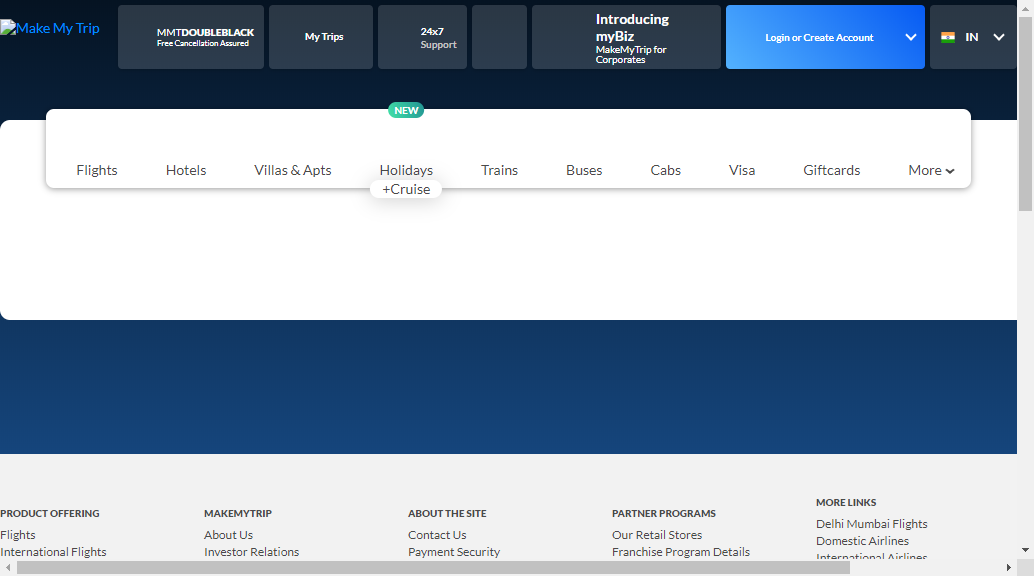 Make My Trip
MMTDOUBLEBLACK
Free Cancellation Assured
My Trips
24x7
Support
Introducing
myBiz
MakeMyTrip for
Corporates
Login or Create Account
IN
NEW
Flights
Hotels
Villas & Apts
Holidays
+Cruise
Trains
Buses
Cabs
Visa
Giftcards
More
PRODUCT OFFERING
Flights
International Flights
MAKEMYTRIP
About Us
Investor Relations
ABOUT THE SITE
Contact Us
Payment Security
PARTNER PROGRAMS
Our Retail Stores
Franchise Program Details
MORE LINKS
Delhi Mumbai Flights
Domestic Airlines
International Airlines